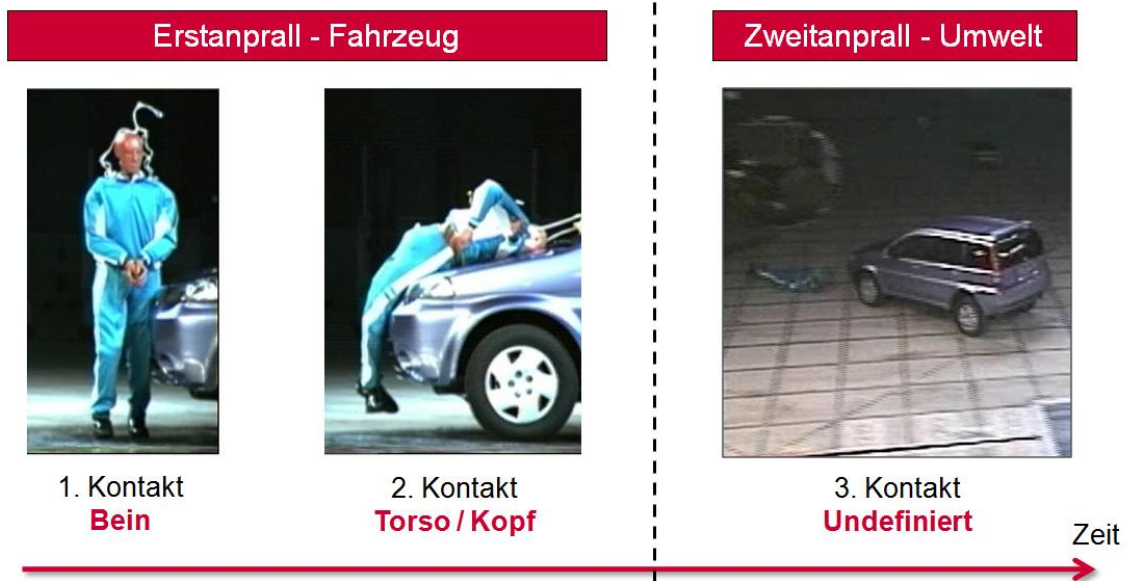 Erstanprall - Fahrzeug
Zweitanprall - Umwelt
1. Kontakt
Bein
2. Kontakt
Torso / Kopf
3. Kontakt
Undefiniert
Zeit